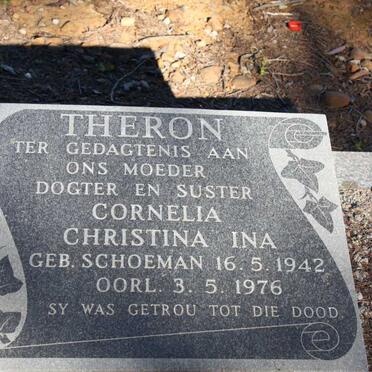 THERON
TER GEDAGTENIS AAN
ONS MOEDER
DOGTER EN SUSTER
CORNELIA
CHRISTINA INA
GEB. SCHOEMAN 16. 5. 1942
OORL. 3. 5. 1976
SY WAS GETROU TOT DIE DOOD